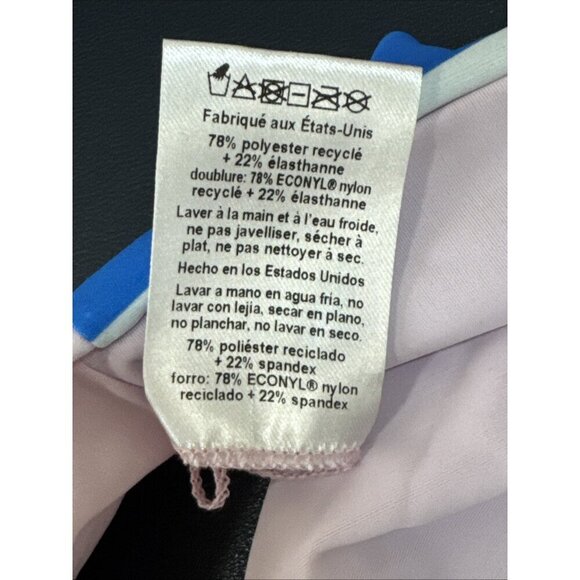 Fabriqué aux États-Unis
78% polyester recyclé
+ 22% élasthanne
doublure: 78% ECONYL® nylon
recyclé + 22% élasthanne
Laver à la main et à l'eau froide,
ne pas javelliser, sécher à
plat, ne pas nettoyer à sec.
Hecho en los Estados Unidos
Lavar a mano en agua fría, no
lavar con lejía, secar en plano,
no planchar, no lavar en seco.
78% poliéster reciclado
+ 22% spandex
forro: 78% ECONYL® nylon
reciclado + 22% spandex